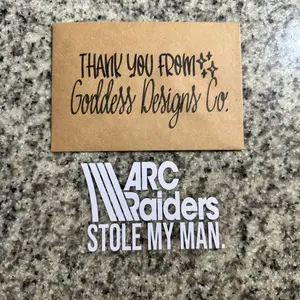 THANK YOU FROM
Goddess Designs Co.
ARC
Raiders
STOLE MY MAN.